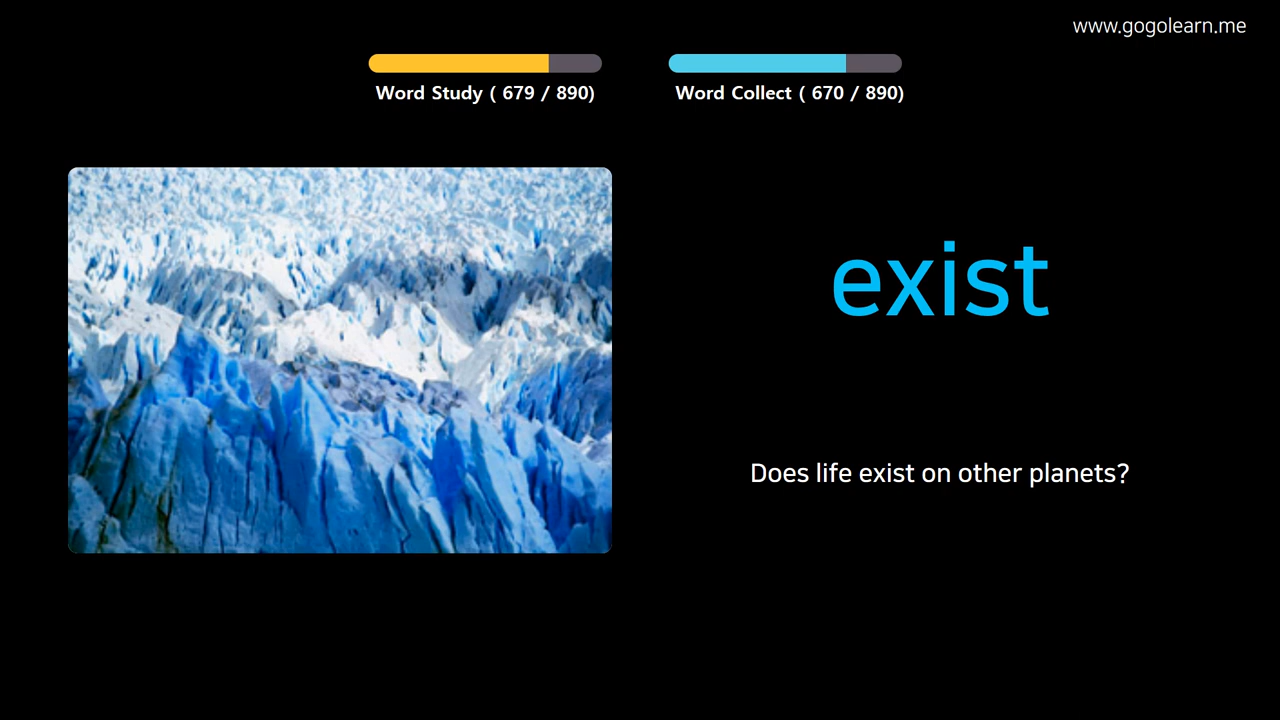 www.gogolearn.me
Word Study ( 679 / 890)
Word Collect ( 670 / 890)
exist
Does life exist on other planets?